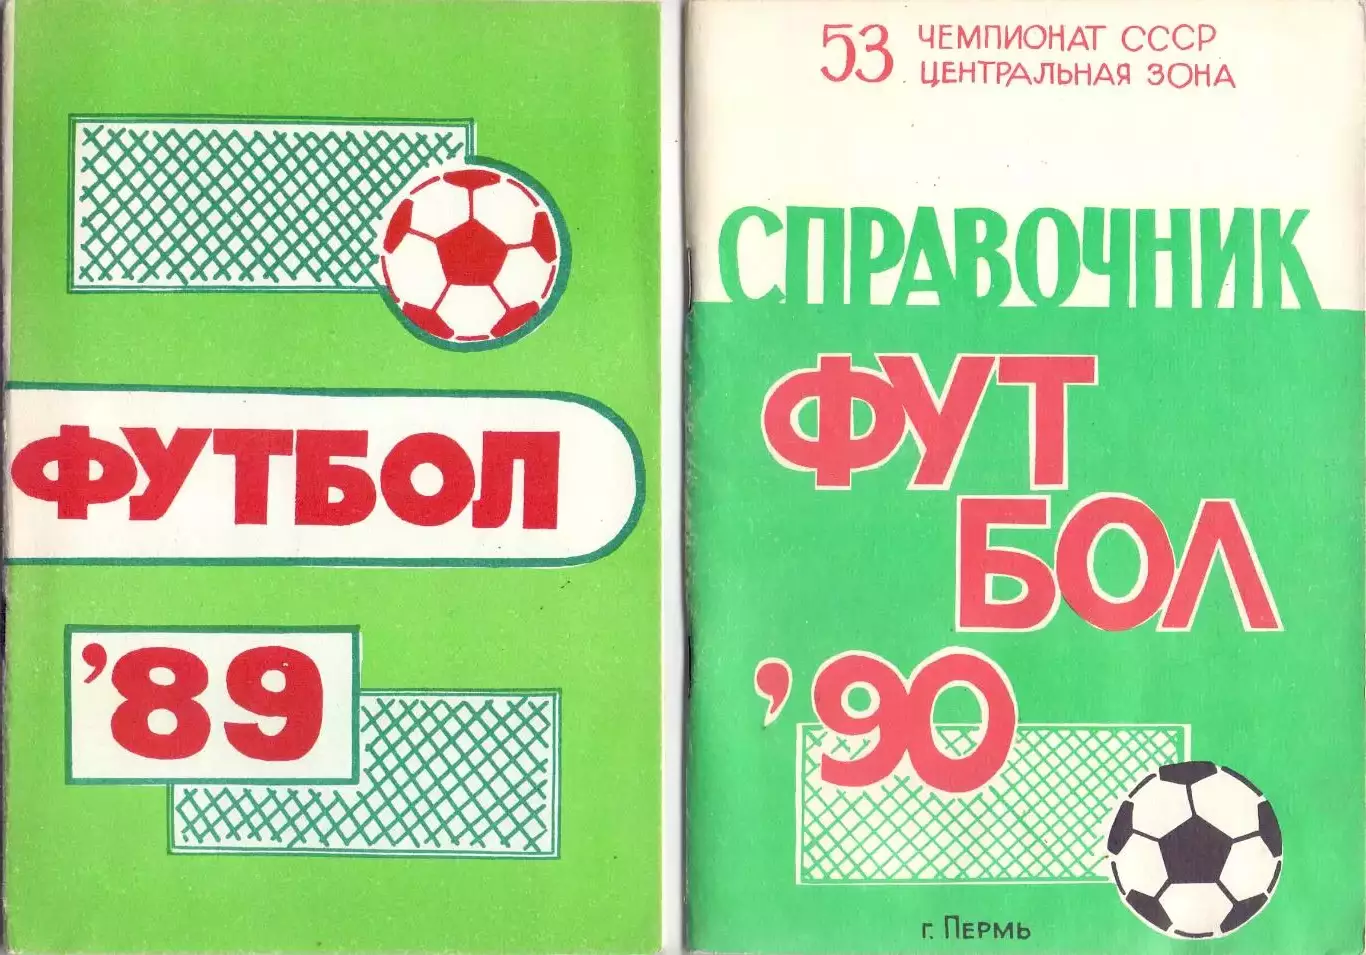 ФУТБОЛ
'89
53 ЧЕМПИОНАТ СССР
ЦЕНТРАЛЬНАЯ ЗОНА
СПРАВОЧНИК
ФУТ
БОЛ
'90
г. ПЕРМЬ